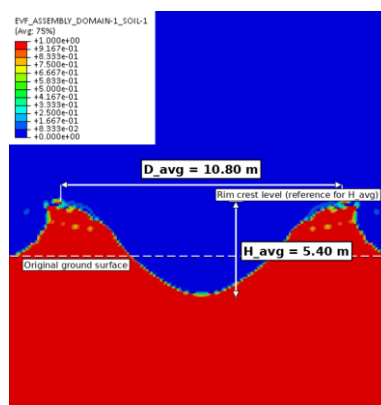 EVF_ASSEMBLY_DOMAIN-1_SOIL-1
(Avg: 75%)
+1.000e+00
+9.167e-01
+8.333e-01
+7.500e-01
+6.667e-01
+5.833e-01
+5.000e-01
+4.167e-01
+3.333e-01
+2.500e-01
+1.667e-01
+8.333e-02
+0.000e+00
D_avg = 10.80 m
Rim crest level (reference for H_avg)
H_avg = 5.40 m
Original ground surface